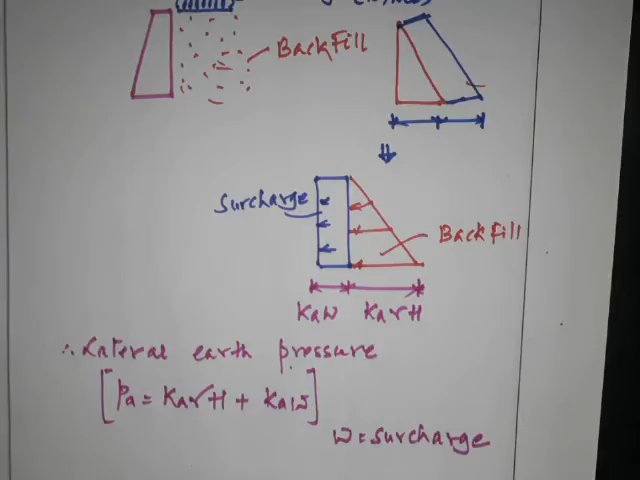 BackFill
Surcharge
BackFill
KaW KaγH
∴ Lateral earth pressure
[Pa = KaγH + KaW]
W = surcharge